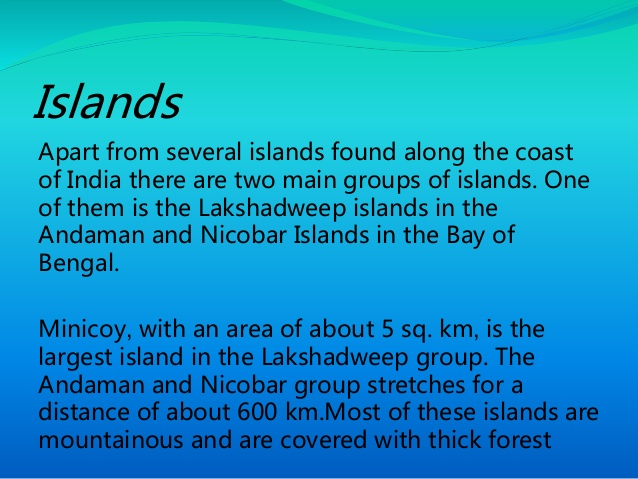 Islands
Apart from several islands found along the coast
of India there are two main groups of islands. One
of them is the Lakshadweep islands in the
Andaman and Nicobar Islands in the Bay of
Bengal.
Minicoy, with an area of about 5 sq. km, is the
largest island in the Lakshadweep group. The
Andaman and Nicobar group stretches for a
distance of about 600 km.Most of these islands are
mountainous and are covered with thick forest